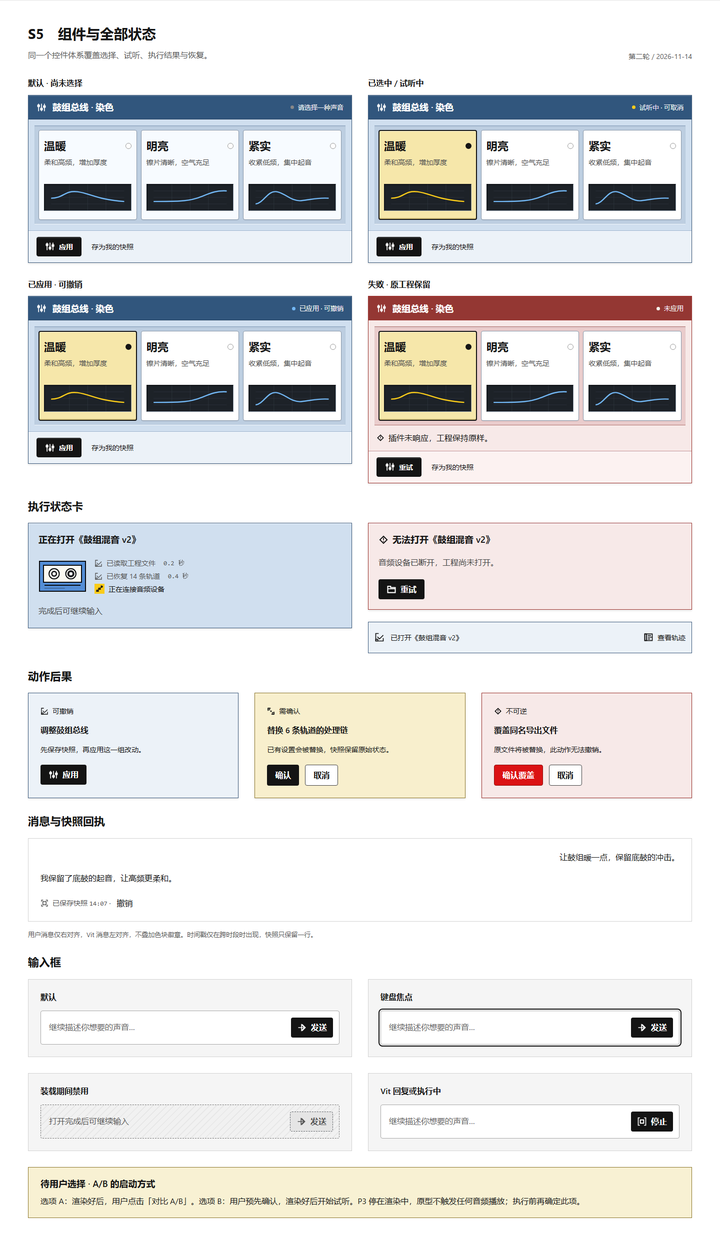 S5 组件与全部状态
同一个控件体系覆盖选择、试听、执行结果与恢复。
第二轮 / 2026-11-14
默认 · 尚未选择
鼓组总线 · 染色
请选择一种声音
温暖
柔和高频，增加厚度
明亮
镲片清晰，空气充足
紧实
收紧低频，集中起音
应用
存为我的快照
已选中 / 试听中
鼓组总线 · 染色
试听中 · 可取消
温暖
柔和高频，增加厚度
明亮
镲片清晰，空气充足
紧实
收紧低频，集中起音
应用
存为我的快照
已应用 · 可撤销
鼓组总线 · 染色
已应用 · 可撤销
温暖
柔和高频，增加厚度
明亮
镲片清晰，空气充足
紧实
收紧低频，集中起音
应用
存为我的快照
失败 · 原工程保留
鼓组总线 · 染色
未应用
温暖
柔和高频，增加厚度
明亮
镲片清晰，空气充足
紧实
收紧低频，集中起音
插件未响应，工程保持原样。
重试
存为我的快照
执行状态卡
正在打开《鼓组混音 v2》
已读取工程文件 0.2 秒
已恢复 14 条轨道 0.4 秒
正在连接音频设备
完成后可继续输入
无法打开《鼓组混音 v2》
音频设备已断开，工程尚未打开。
重试
已打开《鼓组混音 v2》
查看轨迹
动作后果
可撤销
调整鼓组总线
先保存快照，再应用这一组改动。
应用
需确认
替换 6 条轨道的处理链
已有设置会被替换，快照保留原始状态。
确认
取消
不可逆
覆盖同名导出文件
原文件将被替换，此动作无法撤销。
确认覆盖
取消
消息与快照回执
让鼓组暖一点，保留底鼓的冲击。
我保留了底鼓的起音，让高频更柔和。
已保存快照 14:07 · 撤销
用户消息仅右对齐，Vit 消息左对齐，不叠加色块徽章。时间戳仅在跨时段时出现，快照只保留一行。
输入框
默认
继续描述你想要的声音…
发送
键盘焦点
继续描述你想要的声音…
发送
装载期间禁用
打开完成后可继续输入
发送
Vit 回复或执行中
继续描述你想要的声音…
停止
待用户选择 · A/B 的启动方式
选项 A：渲染好后，用户点击「对比 A/B」。选项 B：用户预先确认，渲染好后开始试听。P3 停在渲染中，原型不触发任何音频播放；执行前再确定此项。